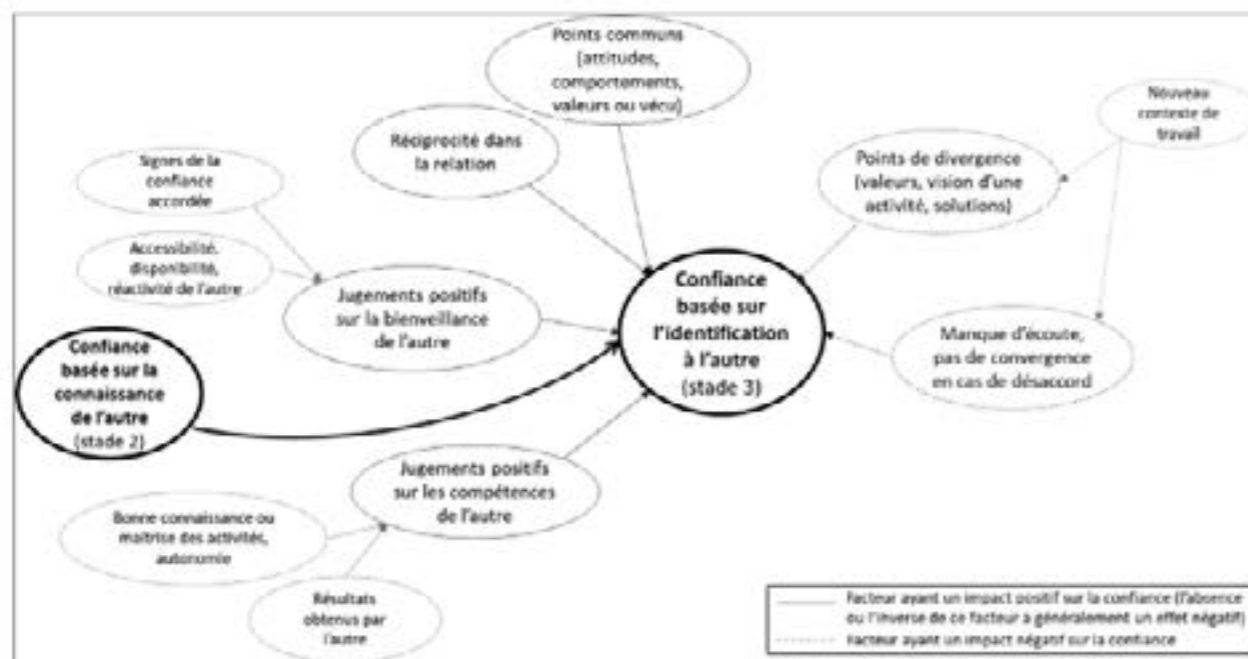 Points communs
(attitudes,
comportements,
valeurs ou vécu)
Nouveau
contexte de
travail
Réciprocité dans
la relation
Points de divergence
(valeurs, vision d'une
activité, solutions)
Signes de la
confiance
accordée
Accessibilité,
disponibilité,
réactivité de l'autre
Jugements positifs
sur la bienveillance
de l'autre
Confiance
basée sur
l'identification
à l'autre
(stade 3)
Manque d'écoute,
pas de convergence
en cas de désaccord
Confiance
basée sur la
connaissance
de l'autre
(stade 2)
Jugements positifs
sur les compétences
de l'autre
Bonne connaissance ou
maîtrise des activités,
autonomie
Résultats
obtenus par
l'autre
Facteur ayant un impact positif sur la confiance (l'absence
ou l'inverse de ce facteur a généralement un effet négatif)
Facteur ayant un impact négatif sur la confiance